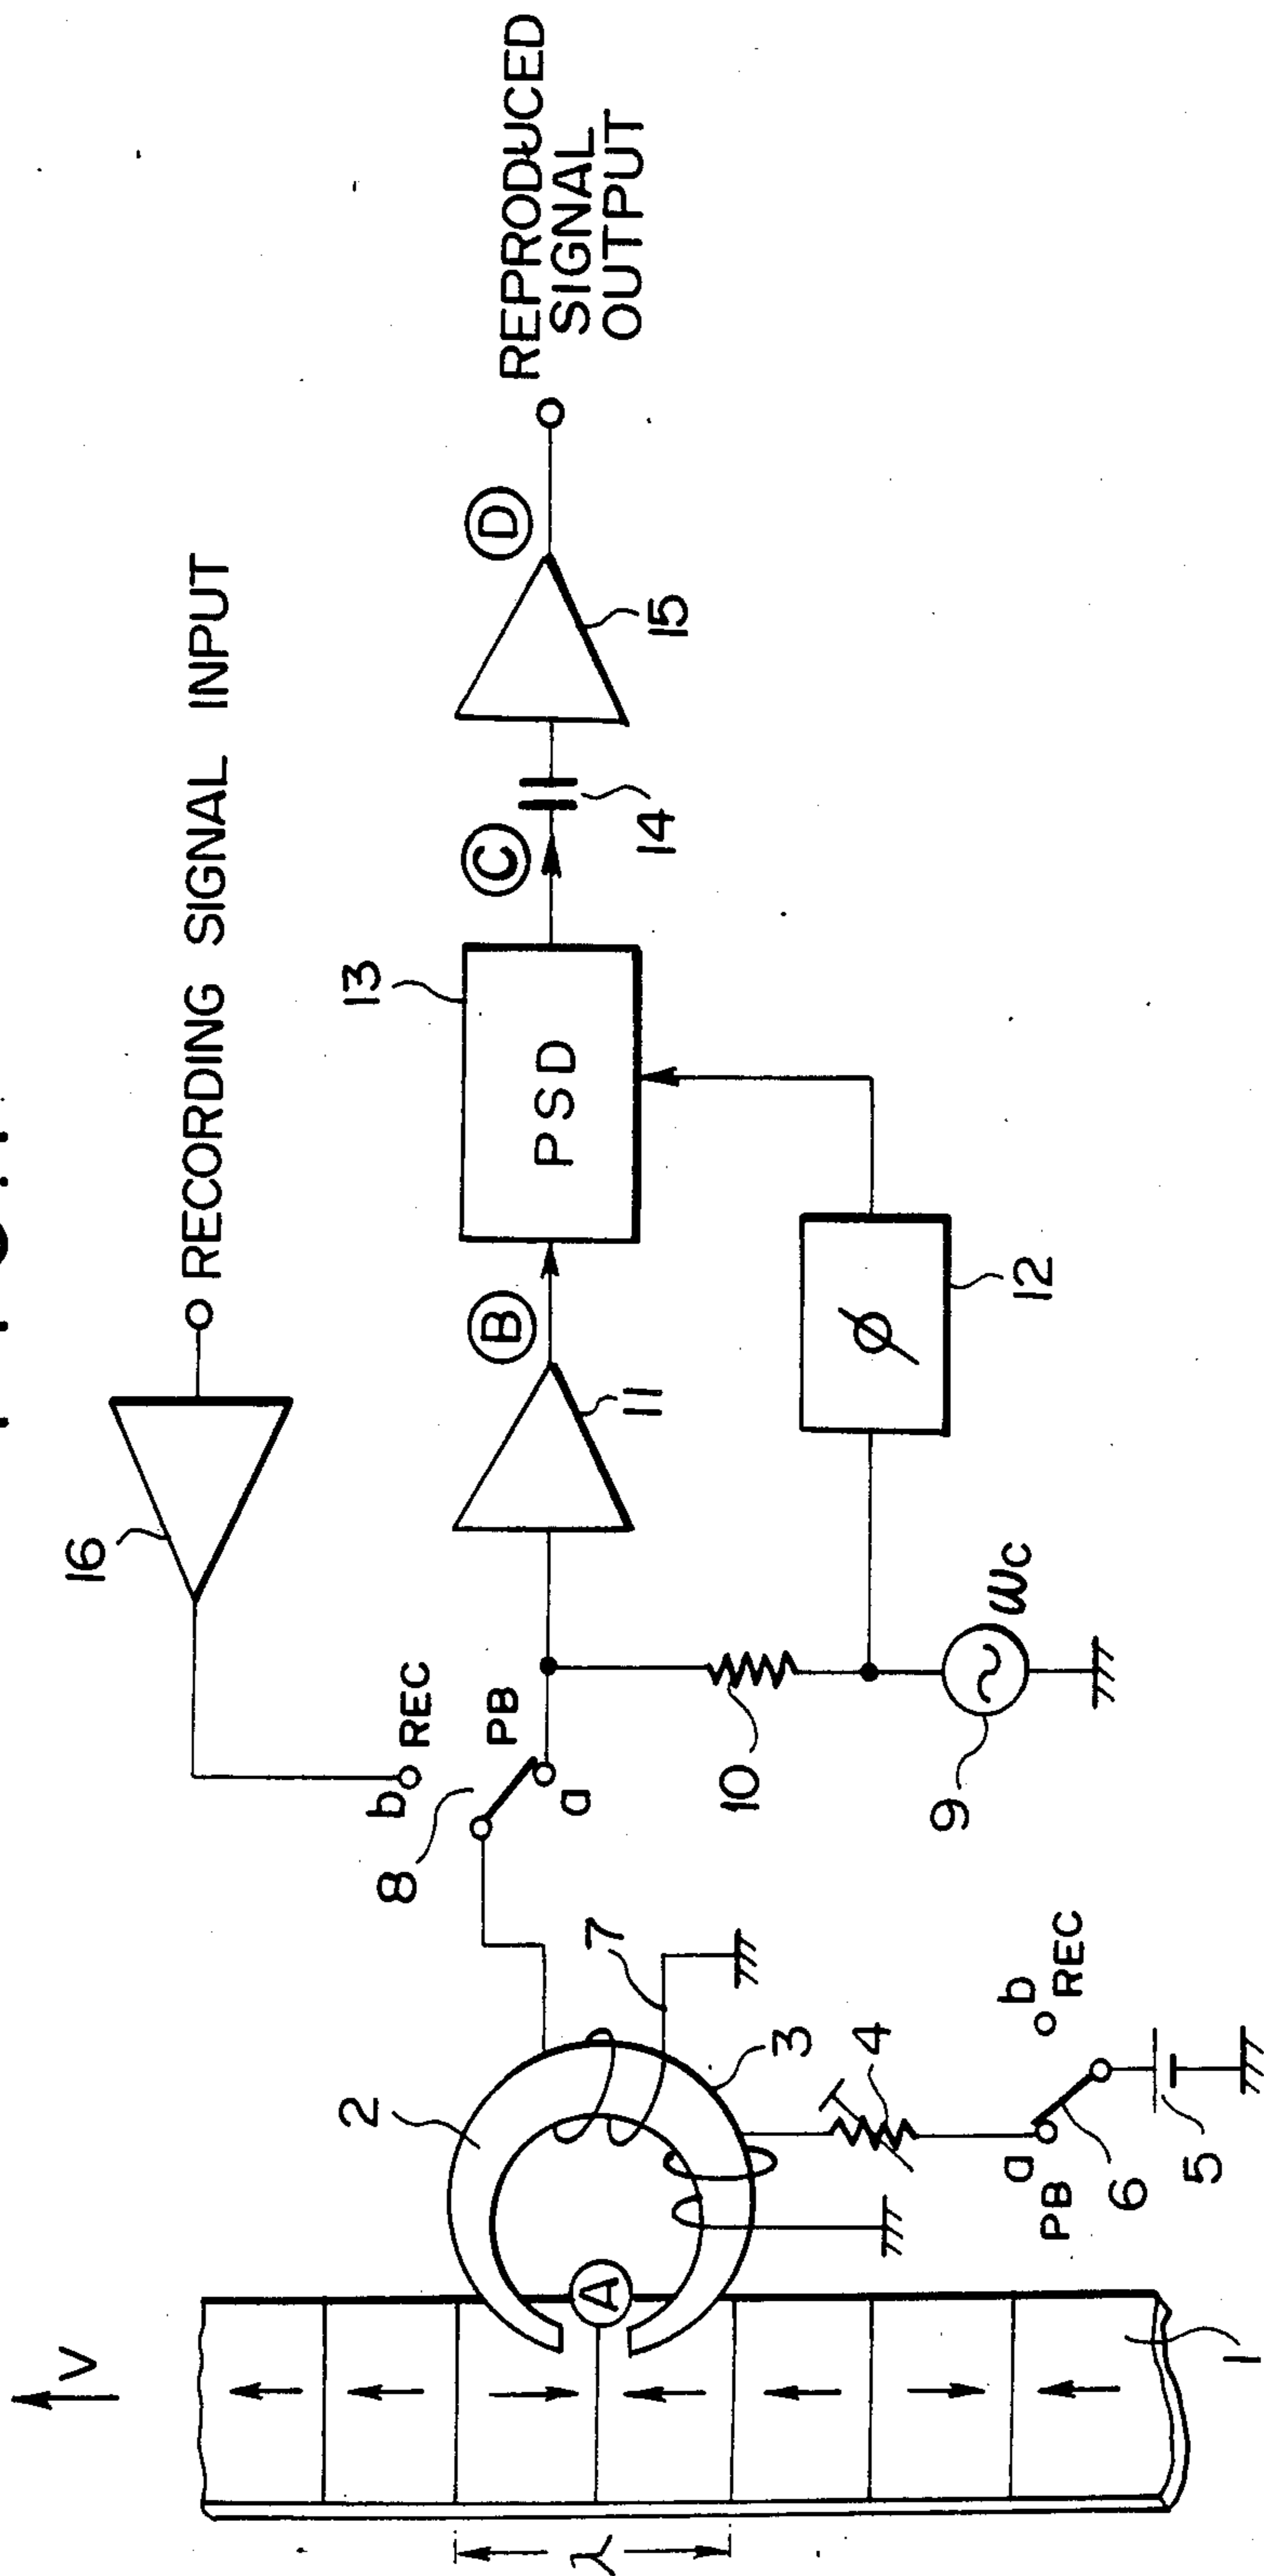 16
RECORDING SIGNAL INPUT
b
REC
8
PB
a
B
11
PSD
13
C
14
15
D
REPRODUCED
SIGNAL
OUTPUT
10
9
ωc
ϕ
12
V
λ
A
1
2
3
7
4
a
PB
b
REC
6
5